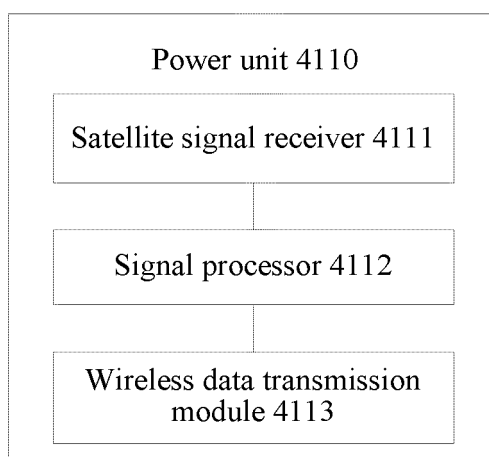 Power unit 4110
Satellite signal receiver 4111
Signal processor 4112
Wireless data transmission
module 4113